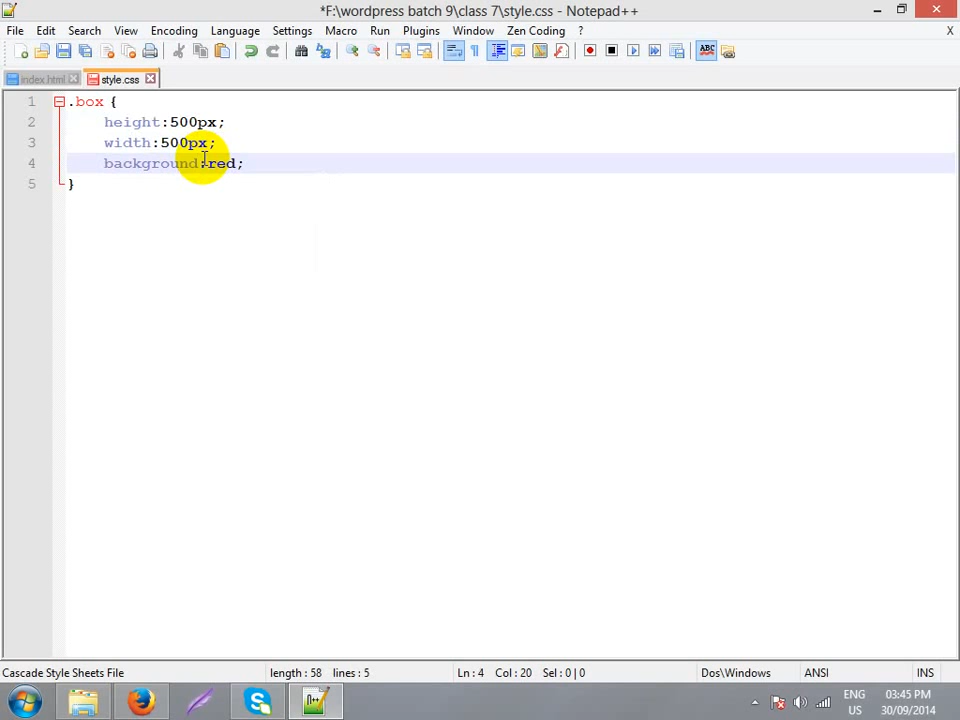 *F:\wordpress batch 9\class 7\style.css - Notepad++
File Edit Search View Encoding Language Settings Macro Run Plugins Window Zen Coding ? X
index.html style.css
1 .box {
2 height:500px;
3 width:500px;
4 background:red;
5 }
Cascade Style Sheets File length : 58 lines : 5 Ln : 4 Col : 20 Sel : 0 | 0 Dos\Windows ANSI INS
ENG 03:45 PM
US 30/09/2014